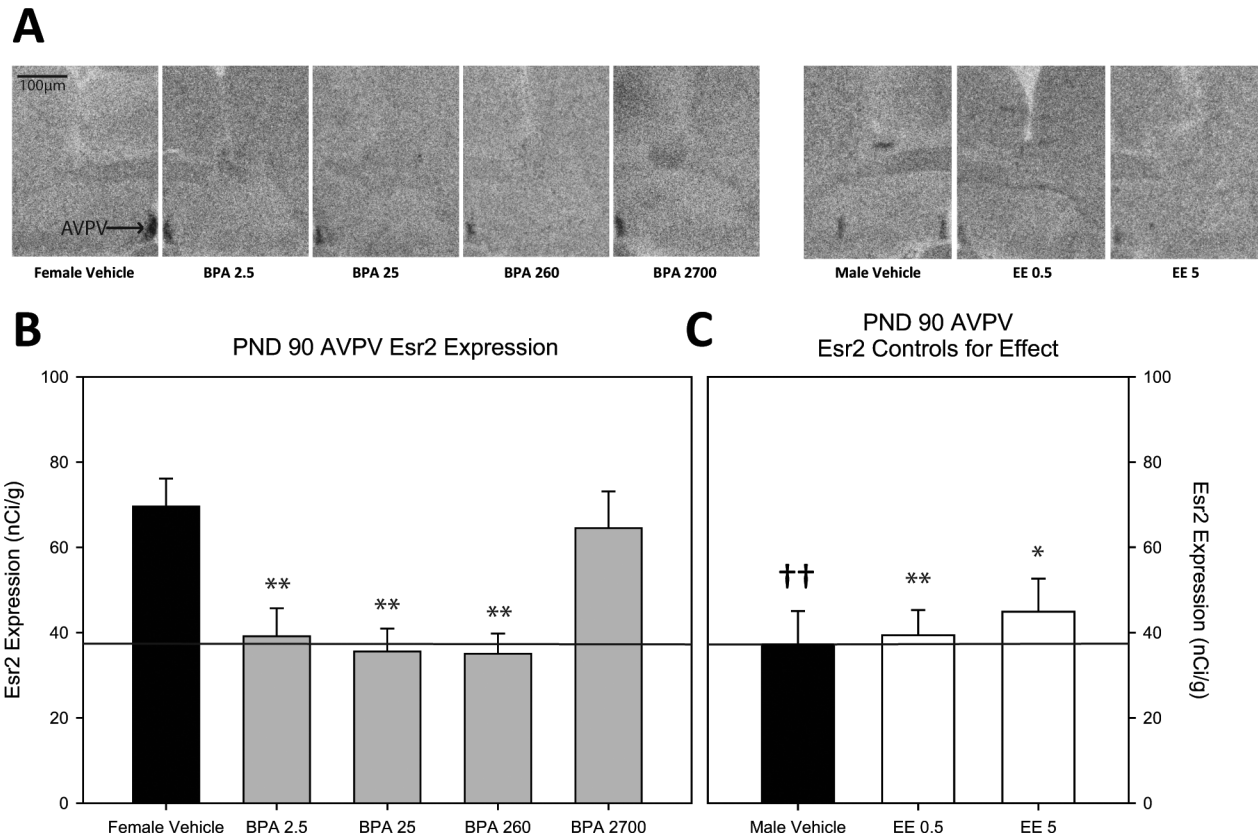 A
100µm
AVPV
Female Vehicle BPA 2.5 BPA 25 BPA 260 BPA 2700 Male Vehicle EE 0.5 EE 5
B
PND 90 AVPV Esr2 Expression
Esr2 Expression (nCi/g)
100
80
60
40
20
0
** ** **
Female Vehicle BPA 2.5 BPA 25 BPA 260 BPA 2700
C
PND 90 AVPV
Esr2 Controls for Effect
†† ** *
100
80
60
40
20
0
Esr2 Expression (nCi/g)
Male Vehicle EE 0.5 EE 5